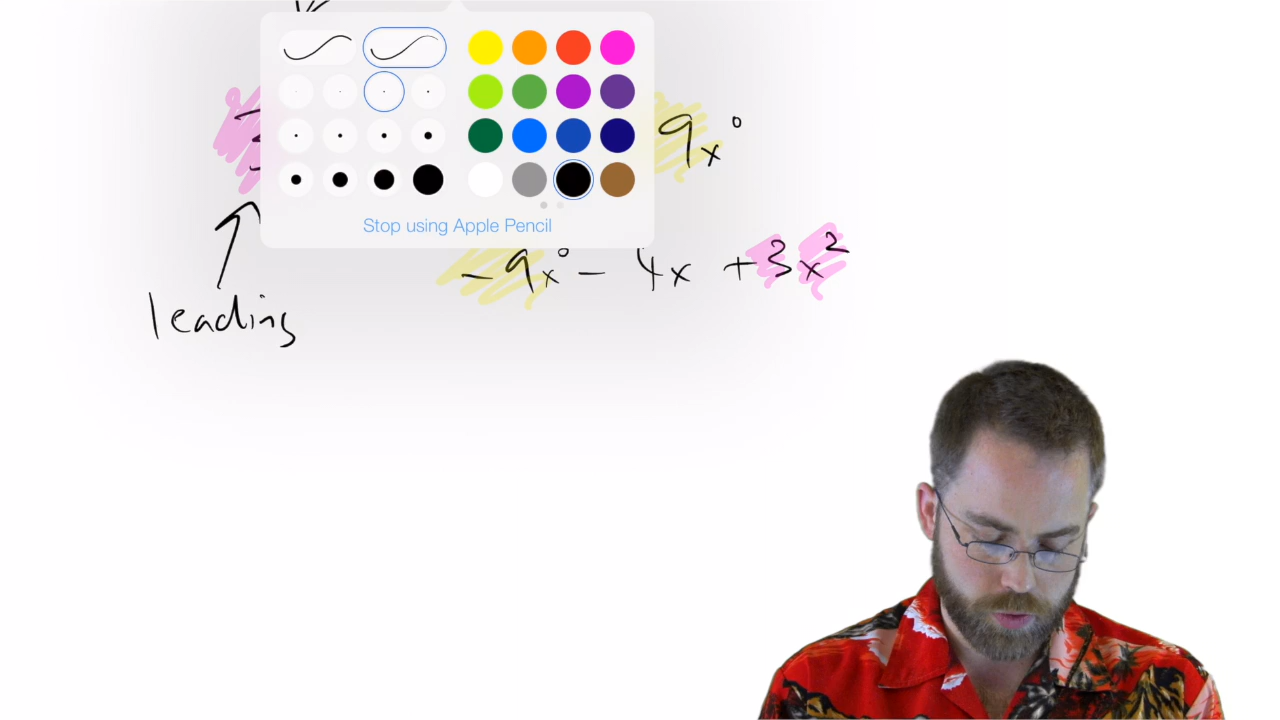 9x⁰
Stop using Apple Pencil
-9x⁰ - 4x +3x²
leading